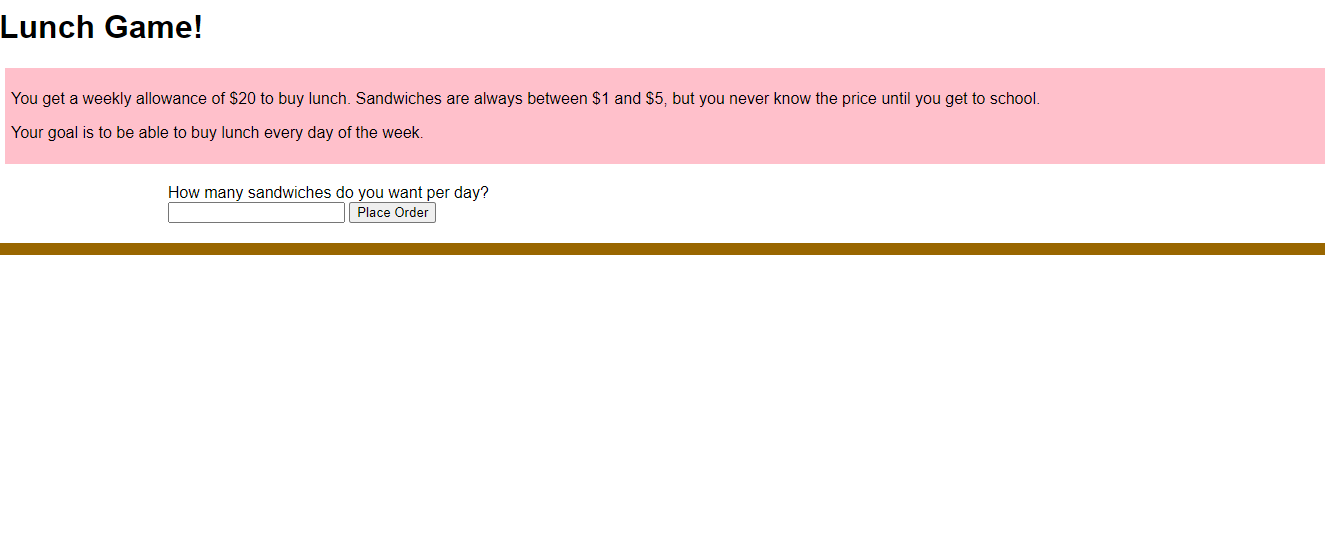 Lunch Game!
You get a weekly allowance of $20 to buy lunch. Sandwiches are always between $1 and $5, but you never know the price until you get to school.
Your goal is to be able to buy lunch every day of the week.
How many sandwiches do you want per day?
Place Order